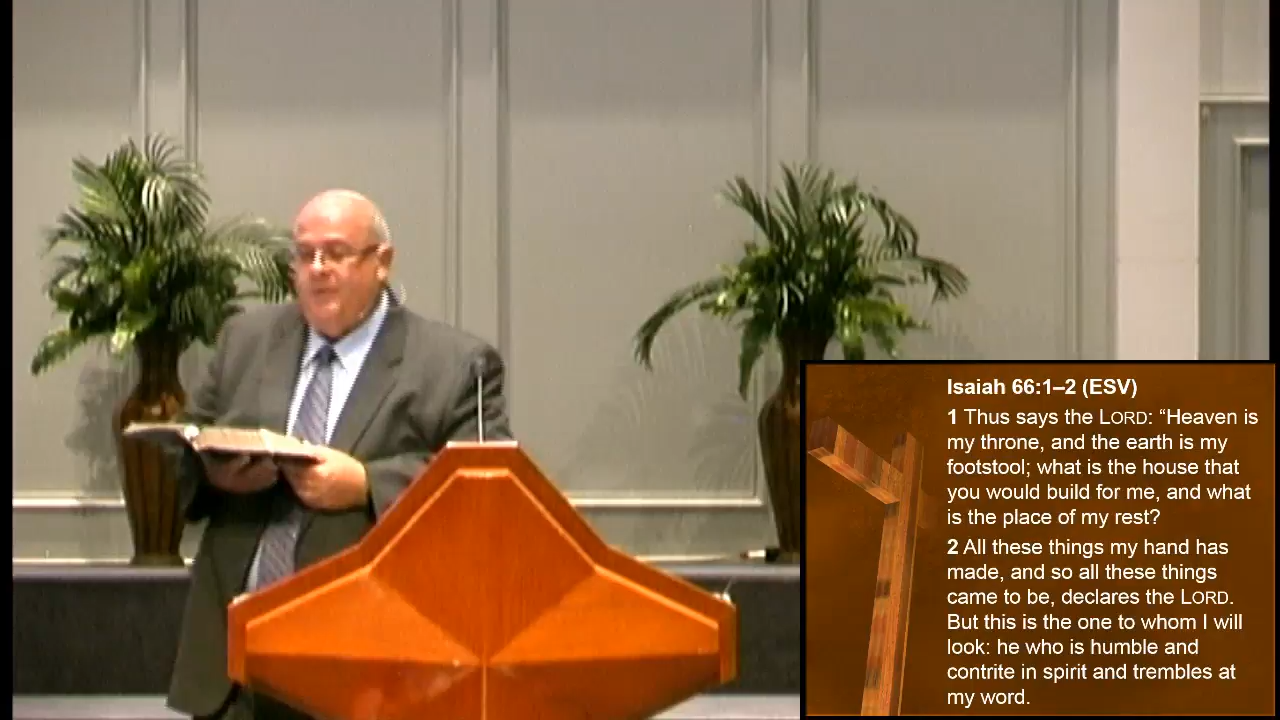 Isaiah 66:1–2 (ESV)
1 Thus says the LORD: “Heaven is
my throne, and the earth is my
footstool; what is the house that
you would build for me, and what
is the place of my rest?
2 All these things my hand has
made, and so all these things
came to be, declares the LORD.
But this is the one to whom I will
look: he who is humble and
contrite in spirit and trembles at
my word.